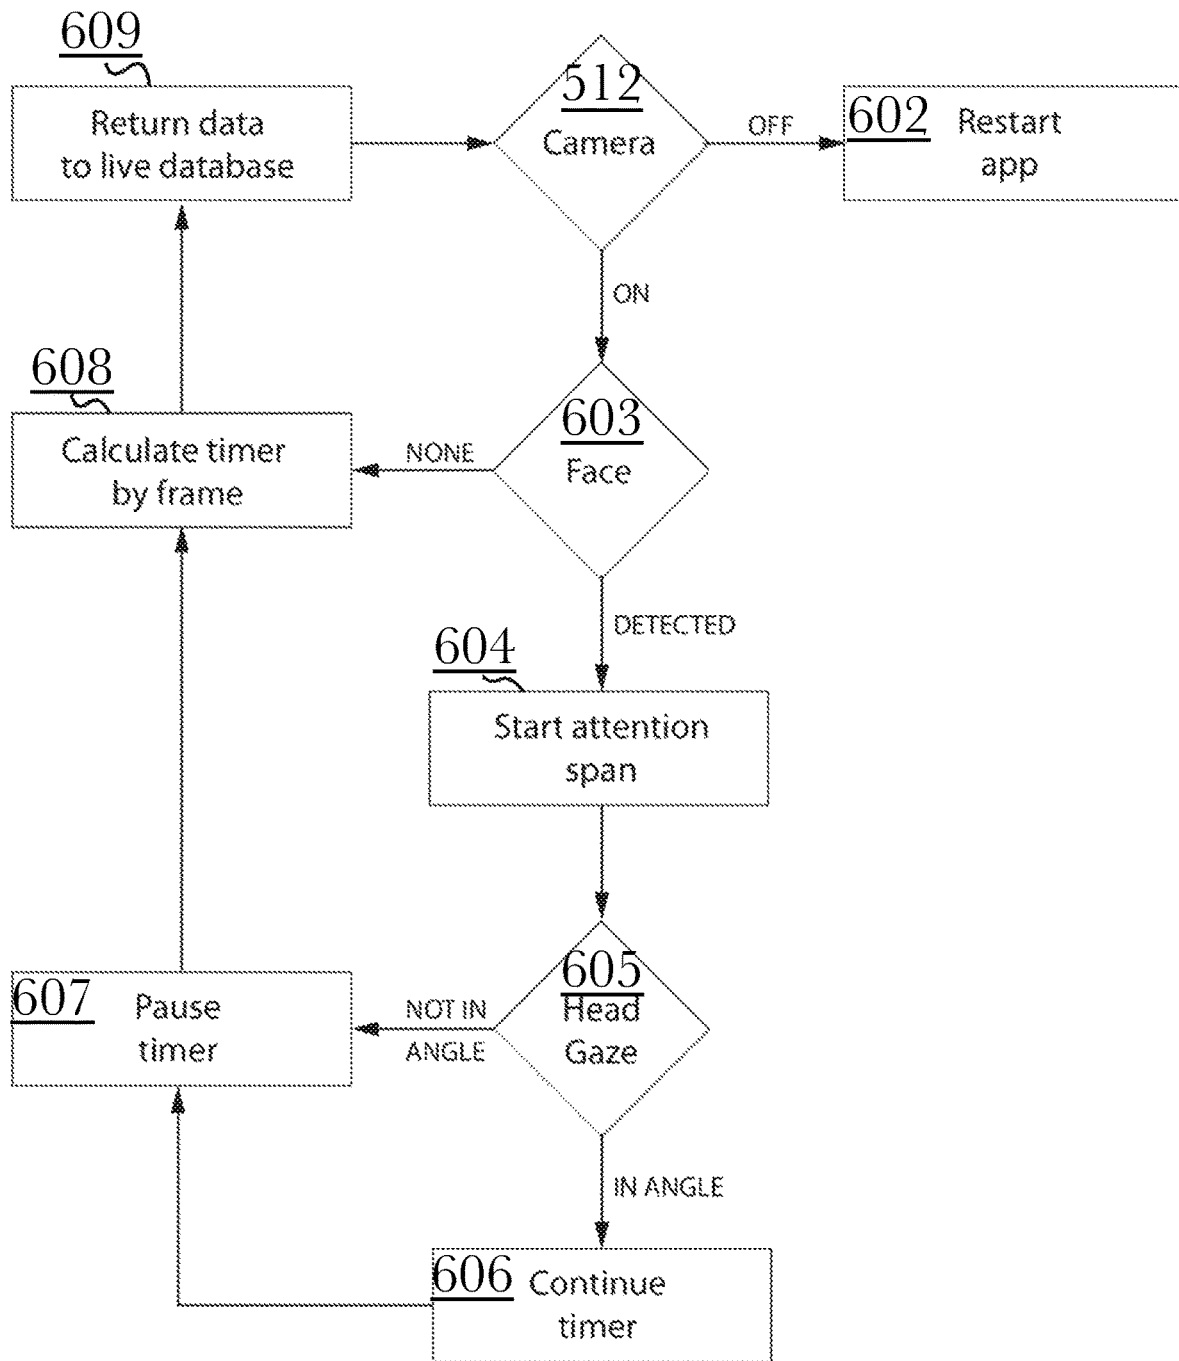 609
Return data
to live database
512
Camera
OFF
602
Restart
app
ON
608
Calculate timer
by frame
NONE
603
Face
DETECTED
604
Start attention
span
607
Pause
timer
NOT IN
ANGLE
605
Head
Gaze
IN ANGLE
606
Continue
timer